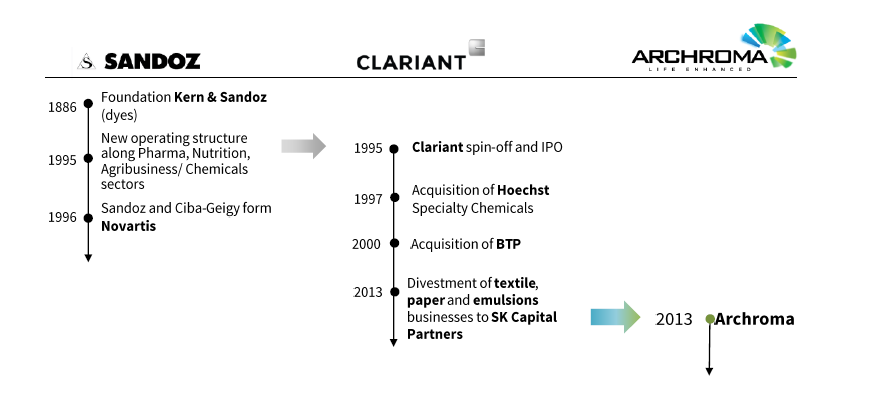 SANDOZ
CLARIANT
ARCHROMA
LIFE ENHANCED
1886
Foundation Kern & Sandoz
(dyes)
1995
New operating structure
along Pharma, Nutrition,
Agribusiness/ Chemicals
sectors
1996
Sandoz and Ciba-Geigy form
Novartis
1995
Clariant spin-off and IPO
1997
Acquisition of Hoechst
Specialty Chemicals
2000
Acquisition of BTP
2013
Divestment of textile,
paper and emulsions
businesses to SK Capital
Partners
2013
Archroma